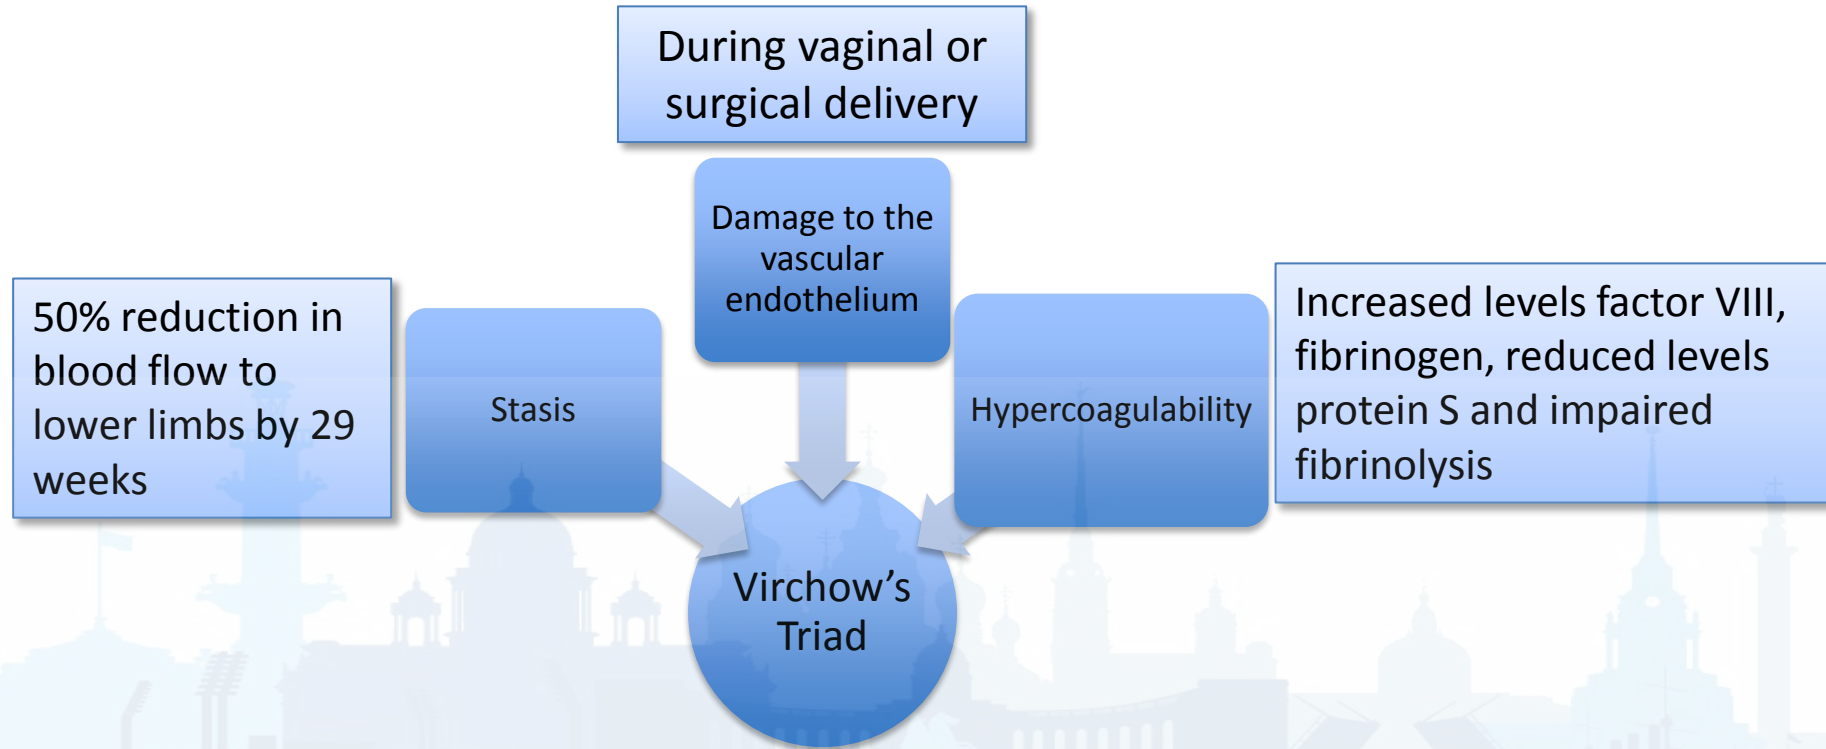 During vaginal or
surgical delivery
Damage to the
vascular
endothelium
50% reduction in
blood flow to
lower limbs by 29
weeks
Stasis
Hypercoagulability
Increased levels factor VIII,
fibrinogen, reduced levels
protein S and impaired
fibrinolysis
Virchow’s
Triad